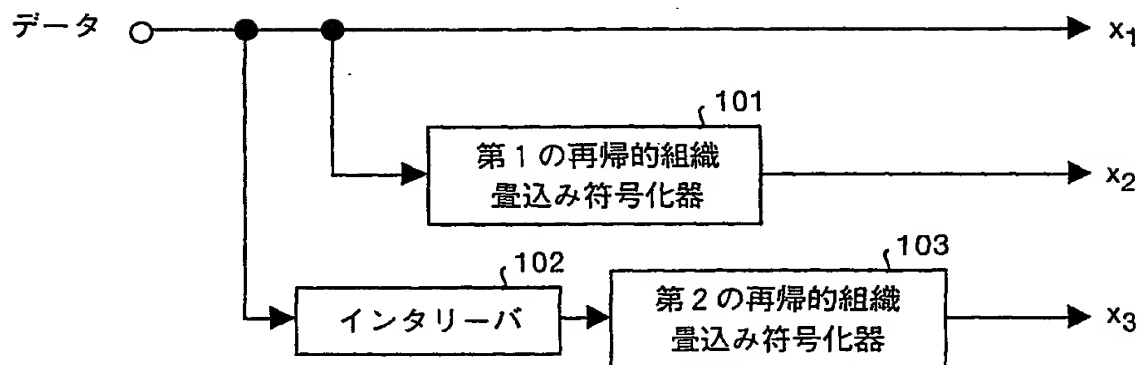 データ
x1
101
第1の再帰的組織
畳込み符号化器
x2
102
インタリーバ
103
第2の再帰的組織
畳込み符号化器
x3